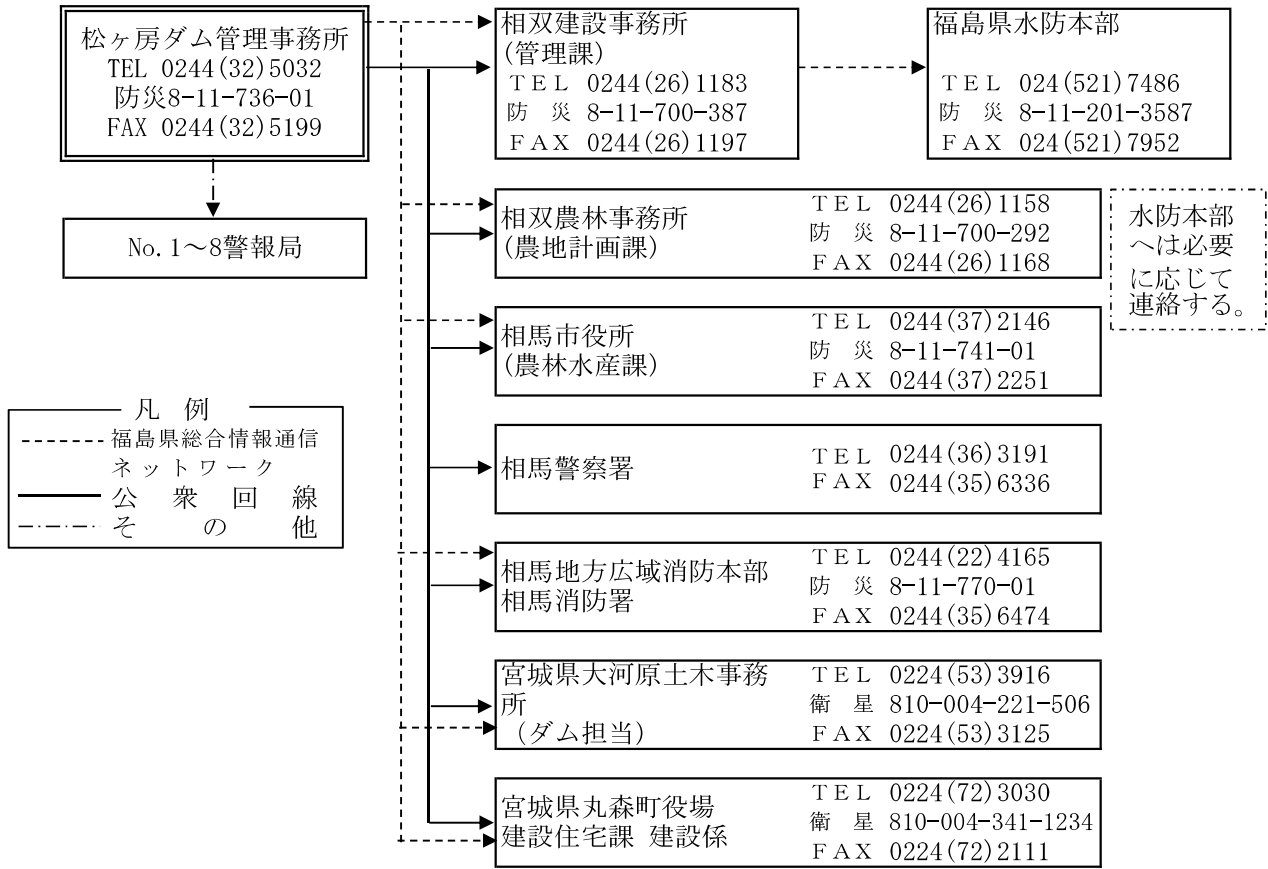 松ヶ房ダム管理事務所
TEL 0244(32)5032
防災8-11-736-01
FAX 0244(32)5199
No.1～8警報局
相双建設事務所
(管理課)
ＴＥＬ 0244(26)1183
防　災 8-11-700-387
ＦＡＸ 0244(26)1197
福島県水防本部
ＴＥＬ 024(521)7486
防　災 8-11-201-3587
ＦＡＸ 024(521)7952
相双農林事務所
(農地計画課)
ＴＥＬ 0244(26)1158
防　災 8-11-700-292
ＦＡＸ 0244(26)1168
水防本部
へは必要
に応じて
連絡する。
相馬市役所
(農林水産課)
ＴＥＬ 0244(37)2146
防　災 8-11-741-01
ＦＡＸ 0244(37)2251
凡　例
福島県総合情報通信
ネットワーク
公　衆　回　線
そ　の　他
相馬警察署
ＴＥＬ 0244(36)3191
ＦＡＸ 0244(35)6336
相馬地方広域消防本部
相馬消防署
ＴＥＬ 0244(22)4165
防　災 8-11-770-01
ＦＡＸ 0244(35)6474
宮城県大河原土木事務
所
（ダム担当）
ＴＥＬ 0224(53)3916
衛　星 810-004-221-506
ＦＡＸ 0224(53)3125
宮城県丸森町役場
建設住宅課 建設係
ＴＥＬ 0224(72)3030
衛　星 810-004-341-1234
ＦＡＸ 0224(72)2111